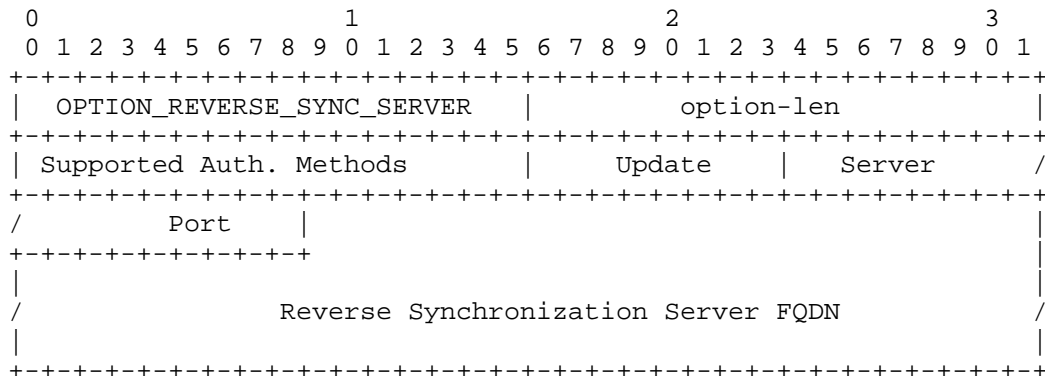 0                   1                   2                   3
 0 1 2 3 4 5 6 7 8 9 0 1 2 3 4 5 6 7 8 9 0 1 2 3 4 5 6 7 8 9 0 1
+-+-+-+-+-+-+-+-+-+-+-+-+-+-+-+-+-+-+-+-+-+-+-+-+-+-+-+-+-+-+-+-+
|  OPTION_REVERSE_SYNC_SERVER   |         option-len            |
+-+-+-+-+-+-+-+-+-+-+-+-+-+-+-+-+-+-+-+-+-+-+-+-+-+-+-+-+-+-+-+-+
| Supported Auth. Methods       |     Update    |   Server      /
+-+-+-+-+-+-+-+-+-+-+-+-+-+-+-+-+-+-+-+-+-+-+-+-+-+-+-+-+-+-+-+-+
/         Port    |                                             |
+-+-+-+-+-+-+-+-+-+                                             |
|                                                               |
/                Reverse Synchronization Server FQDN            /
|                                                               |
+-+-+-+-+-+-+-+-+-+-+-+-+-+-+-+-+-+-+-+-+-+-+-+-+-+-+-+-+-+-+-+-+